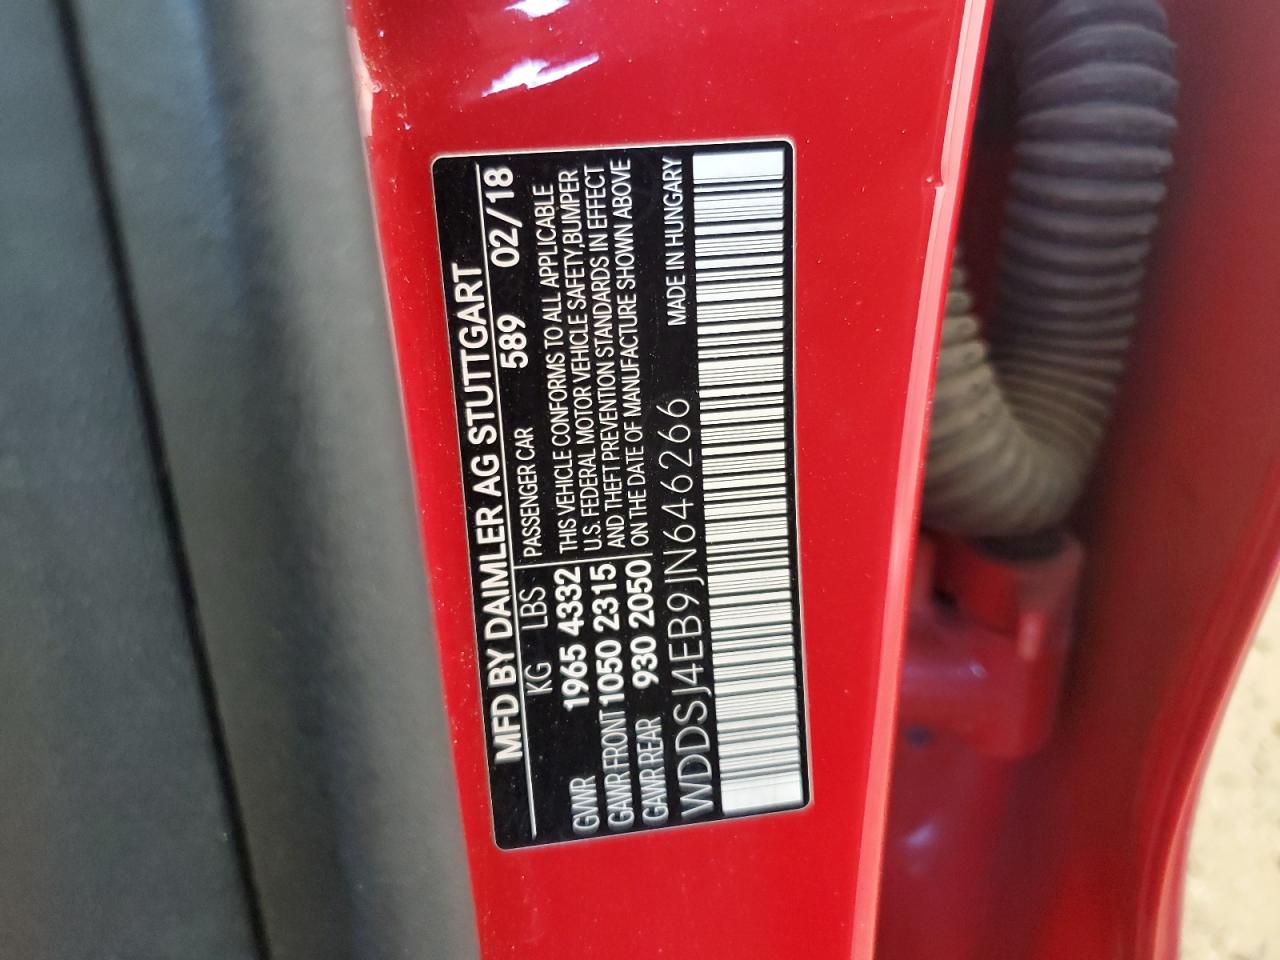 MFD BY DAIMLER AG STUTTGART
KG LBS PASSENGER CAR 589 02/18
GVWR 1965 4332 THIS VEHICLE CONFORMS TO ALL APPLICABLE
GAWR FRONT 1050 2315 U.S. FEDERAL MOTOR VEHICLE SAFETY,BUMPER
GAWR REAR 930 2050 AND THEFT PREVENTION STANDARDS IN EFFECT
ON THE DATE OF MANUFACTURE SHOWN ABOVE
WDDSJ4EB9JN646266 MADE IN HUNGARY